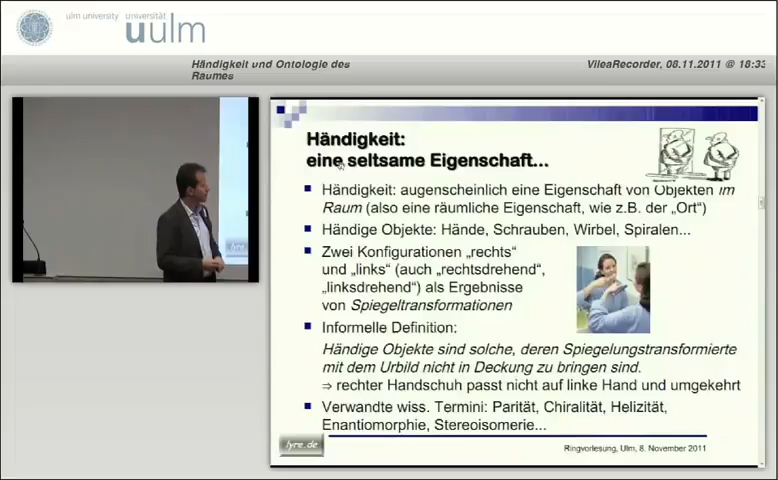 ulm university universität
uulm
Händigkeit und Ontologie des
Raumes
VileaRecorder, 08.11.2011 @ 18:33
Händigkeit:
eine seltsame Eigenschaft...
Händigkeit: augenscheinlich eine Eigenschaft von Objekten im
Raum (also eine räumliche Eigenschaft, wie z.B. der „Ort“)
Händige Objekte: Hände, Schrauben, Wirbel, Spiralen...
Zwei Konfigurationen „rechts“
und „links“ (auch „rechtsdrehend“,
„linksdrehend“) als Ergebnisse
von Spiegeltransformationen
Informelle Definition:
Händige Objekte sind solche, deren Spiegelungstransformierte
mit dem Urbild nicht in Deckung zu bringen sind.
⇒ rechter Handschuh passt nicht auf linke Hand und umgekehrt
Verwandte wiss. Termini: Parität, Chiralität, Helizität,
Enantiomorphie, Stereoisomerie...
lyre.de
Ringvorlesung, Ulm, 8. November 2011